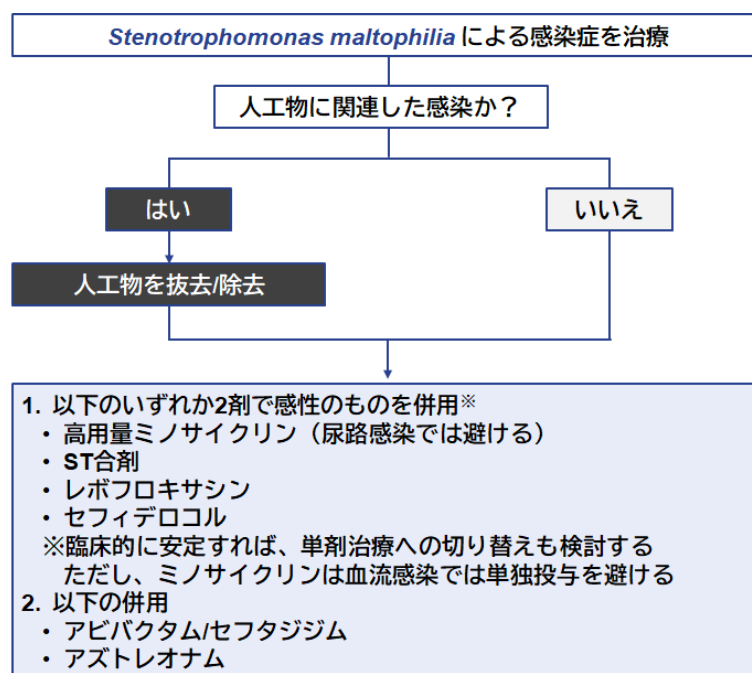 Stenotrophomonas maltophilia による感染症を治療
人工物に関連した感染か？
はい
いいえ
人工物を抜去/除去
1. 以下のいずれか2剤で感性のものを併用※
・ 高用量ミノサイクリン（尿路感染では避ける）
・ ST合剤
・ レボフロキサシン
・ セフィデロコル
※臨床的に安定すれば、単剤治療への切り替えも検討する
ただし、ミノサイクリンは血流感染では単独投与を避ける
2. 以下の併用
・ アビバクタム/セフタジジム
・ アズトレオナム